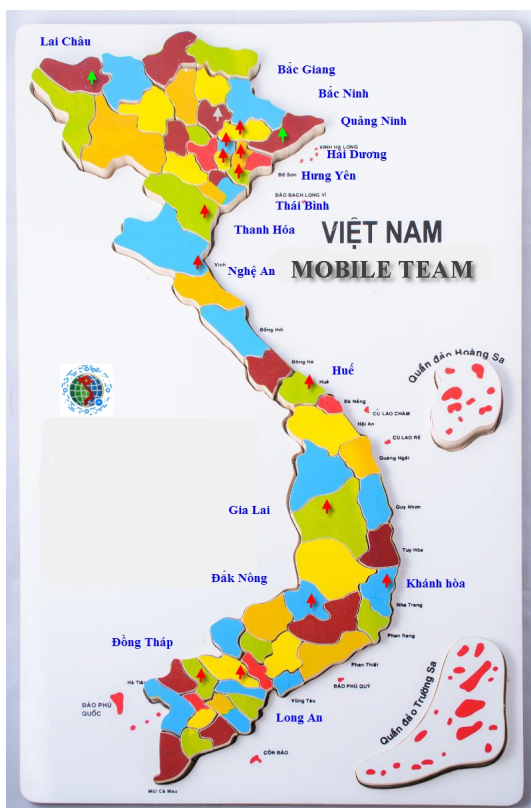 Lai Châu
Bắc Giang
Bắc Ninh
Quảng Ninh
VỊNH HẠ LONG
Hải Dương
Đồ Sơn
Hưng Yên
ĐẢO BẠCH LONG VĨ
Thái Bình
Thanh Hóa
VIỆT NAM
MOBILE TEAM
Vinh
Nghệ An
Đồng Hới
Đông Hà
Quần đảo Hoàng Sa
Huế
Huế
Đà Nẵng
CÙ LAO CHÀM
Hội An
CÙ LAO RÉ
Quảng Ngãi
Gia Lai
Quy Nhơn
Tuy Hòa
Đắk Nông
Khánh hòa
Nha Trang
Đồng Tháp
Phan Rang
Phan Thiết
Hà Tiên
ĐẢO PHÚ QUÝ
ĐẢO PHÚ
QUỐC
Vũng Tàu
Long An
Quần đảo Trường Sa
CÔN ĐẢO
Mũi Cà Mau